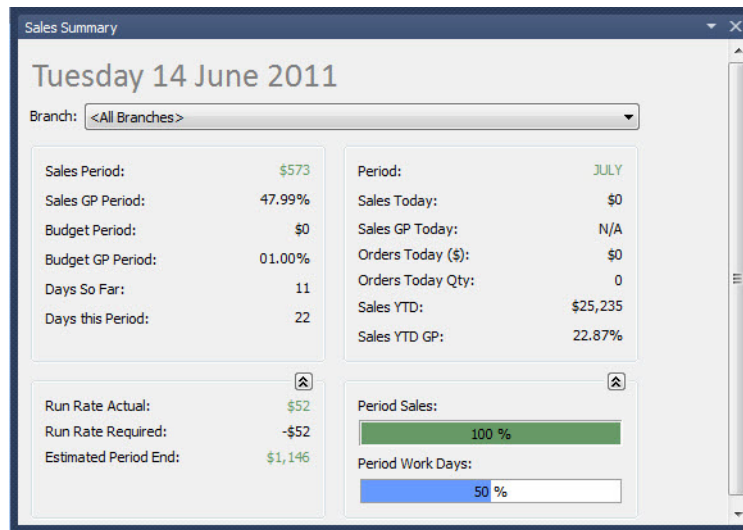 Sales Summary
Tuesday 14 June 2011
Branch: <All Branches>
Sales Period: $573
Sales GP Period: 47.99%
Budget Period: $0
Budget GP Period: 01.00%
Days So Far: 11
Days this Period: 22
Period: JULY
Sales Today: $0
Sales GP Today: N/A
Orders Today ($): $0
Orders Today Qty: 0
Sales YTD: $25,235
Sales YTD GP: 22.87%
Run Rate Actual: $52
Run Rate Required: -$52
Estimated Period End: $1,146
Period Sales:
100 %
Period Work Days:
50 %